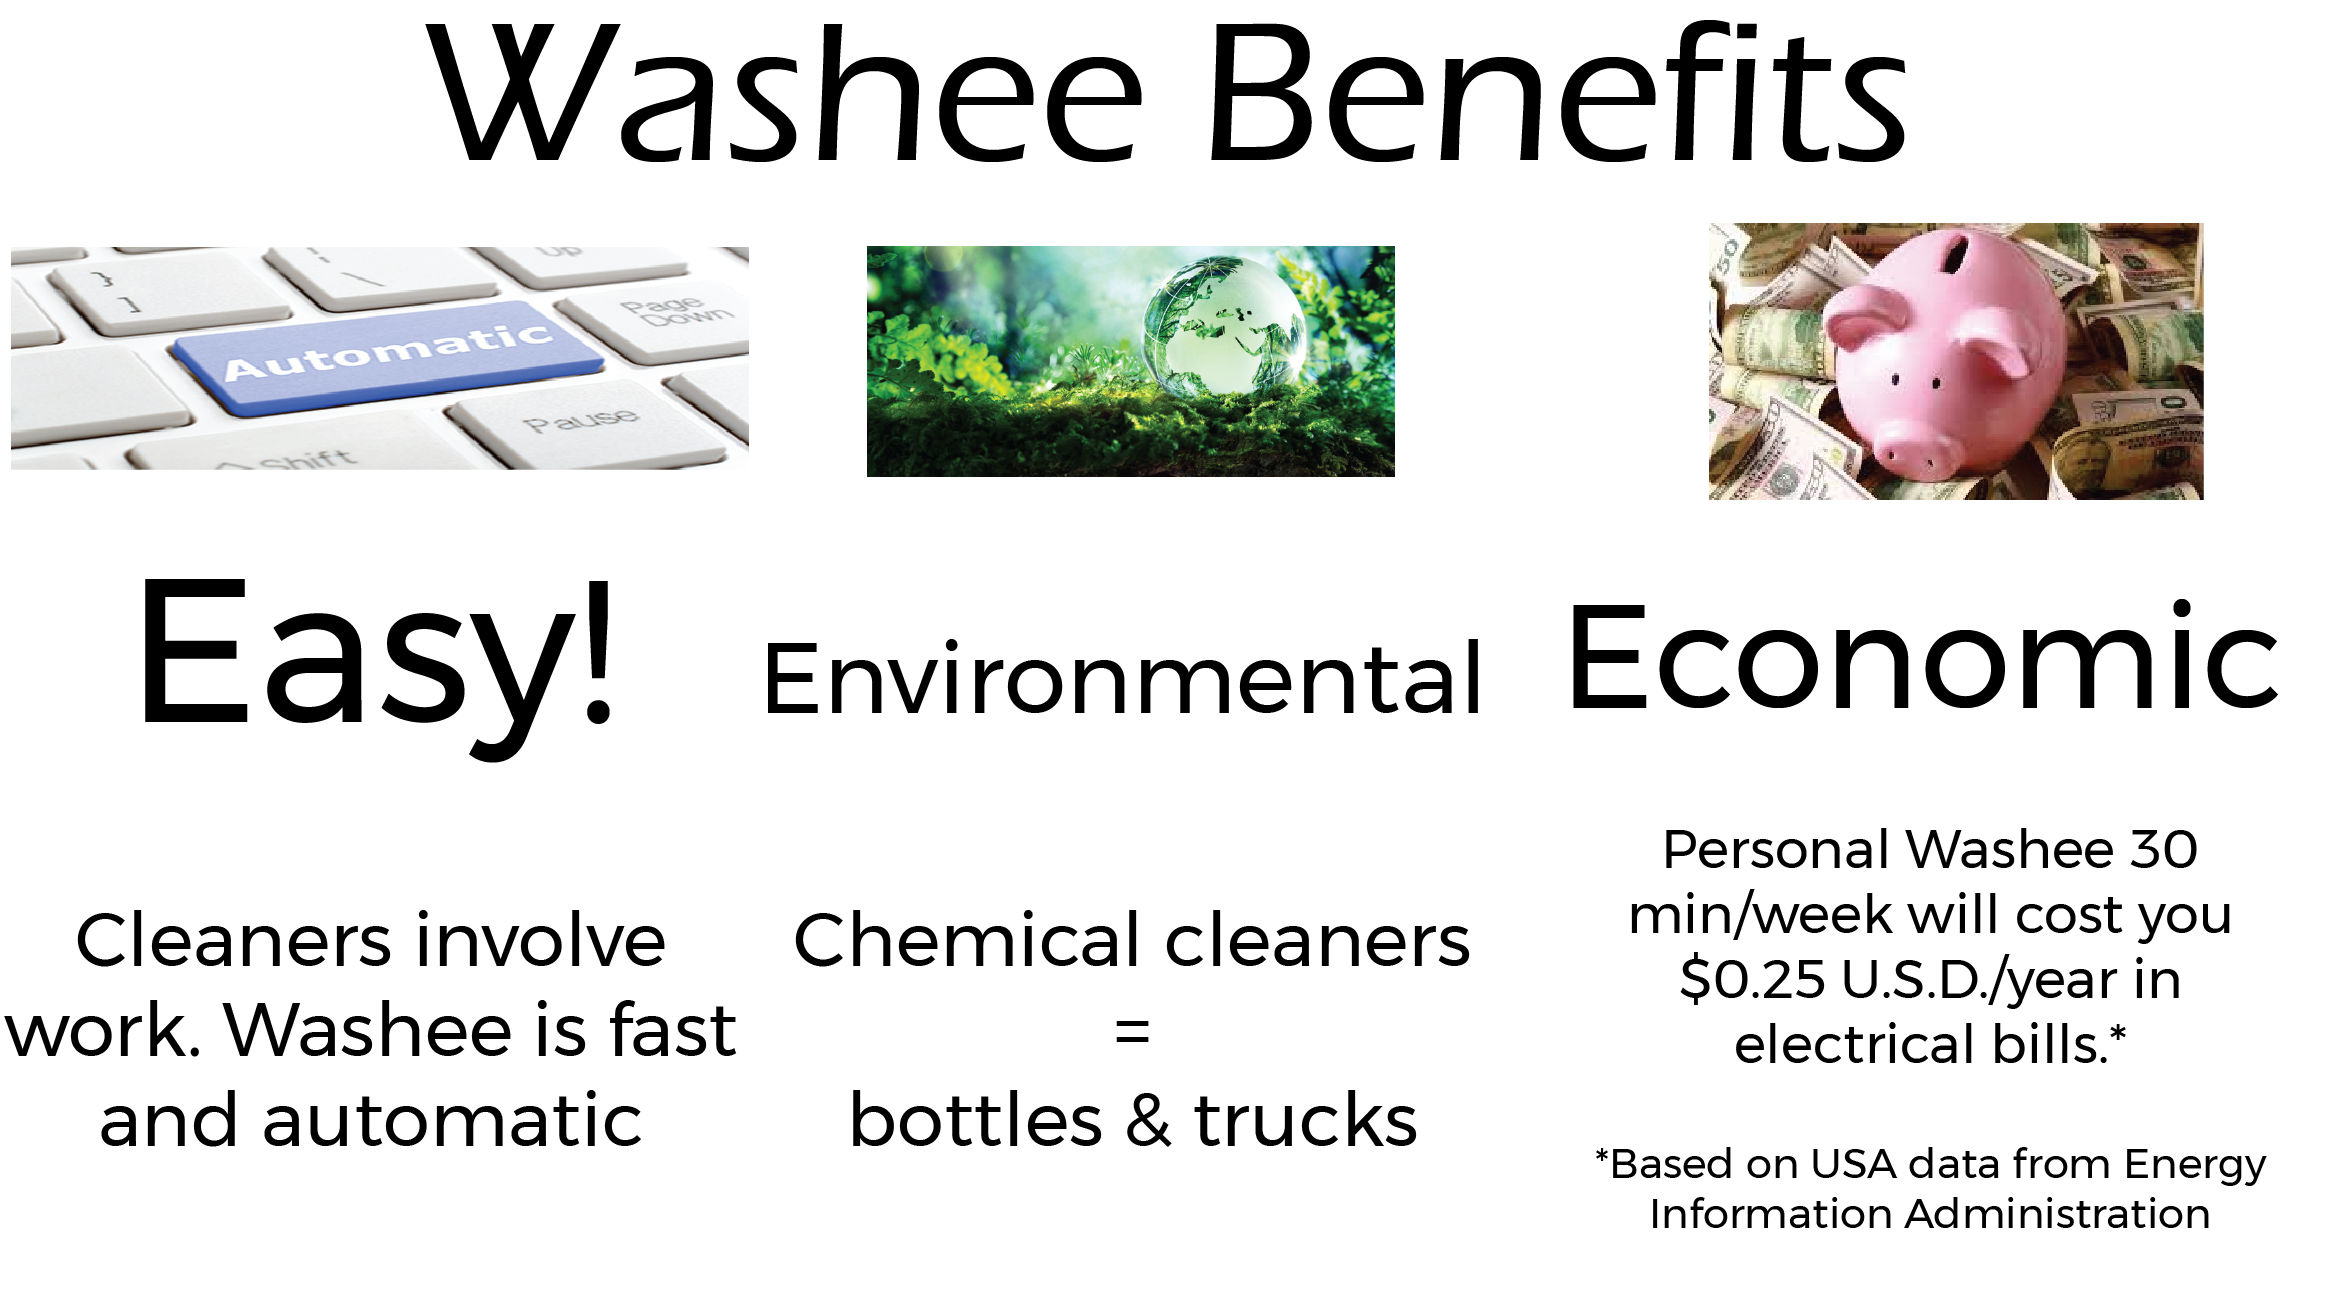 Washee Benefits
}
]
\
Up
Page
Down
Automatic
Pause
Shift
50
Easy!
Environmental
Economic
Cleaners involve
work. Washee is fast
and automatic
Chemical cleaners
=
bottles & trucks
Personal Washee 30
min/week will cost you
$0.25 U.S.D./year in
electrical bills.*
*Based on USA data from Energy
Information Administration